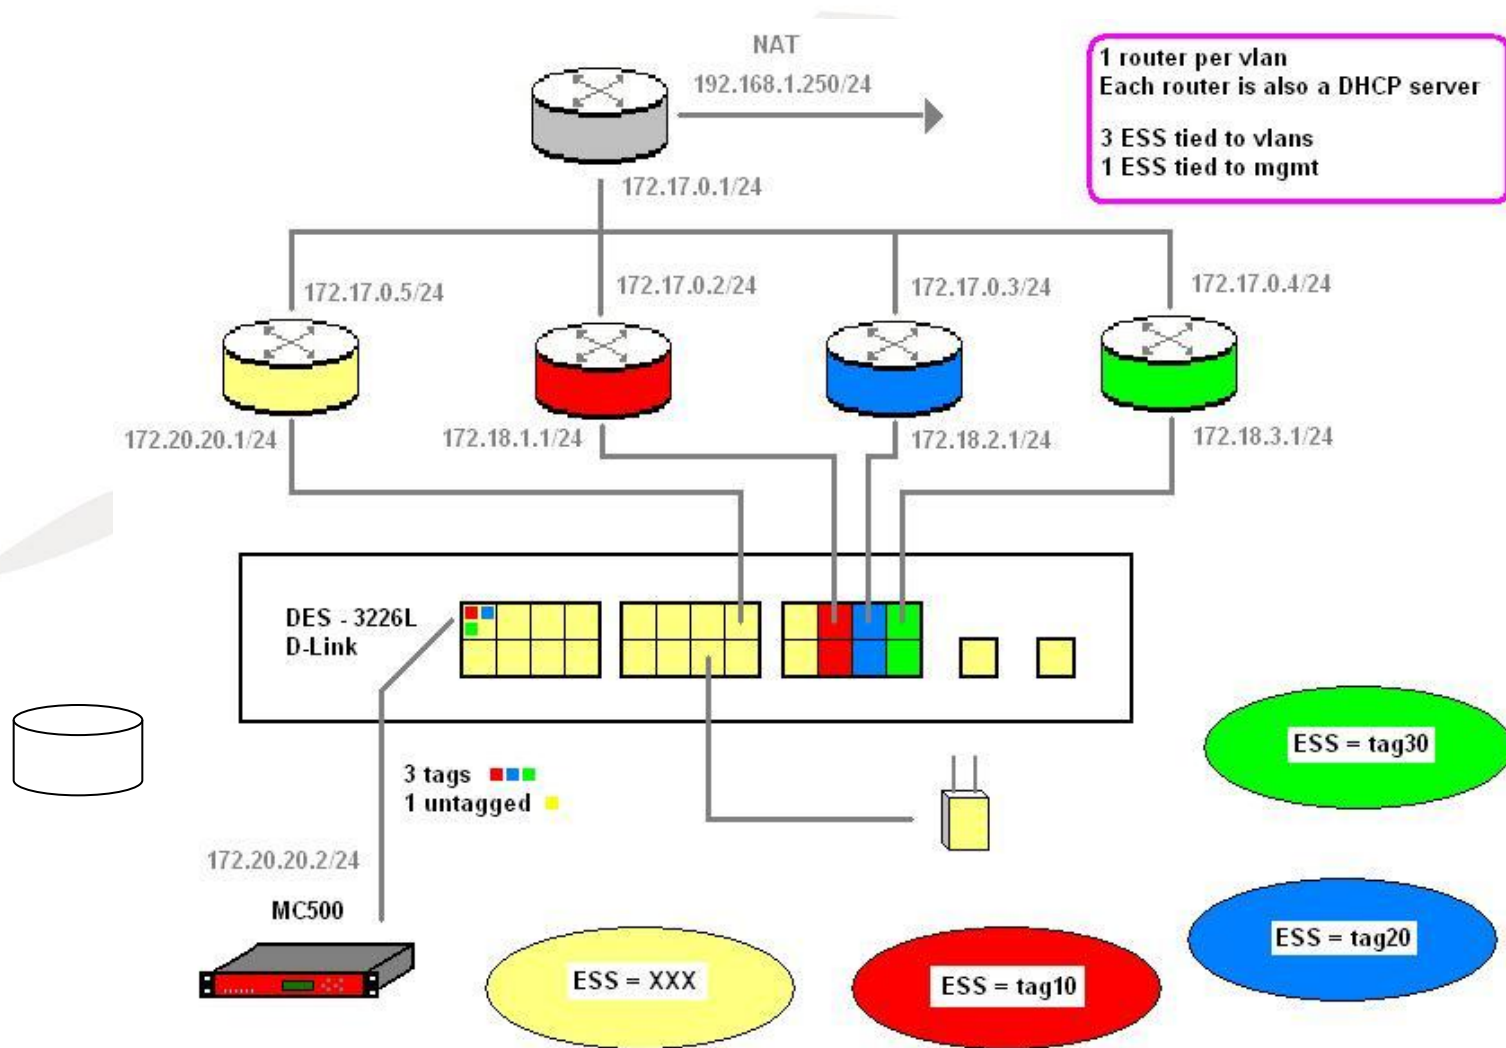 NAT
192.168.1.250/24
1 router per vlan
Each router is also a DHCP server
3 ESS tied to vlans
1 ESS tied to mgmt
172.17.0.1/24
172.17.0.5/24
172.17.0.2/24
172.17.0.3/24
172.17.0.4/24
172.20.20.1/24
172.18.1.1/24
172.18.2.1/24
172.18.3.1/24
DES - 3226L
D-Link
3 tags
1 untagged
172.20.20.2/24
MC500
ESS = tag30
ESS = tag20
ESS = XXX
ESS = tag10